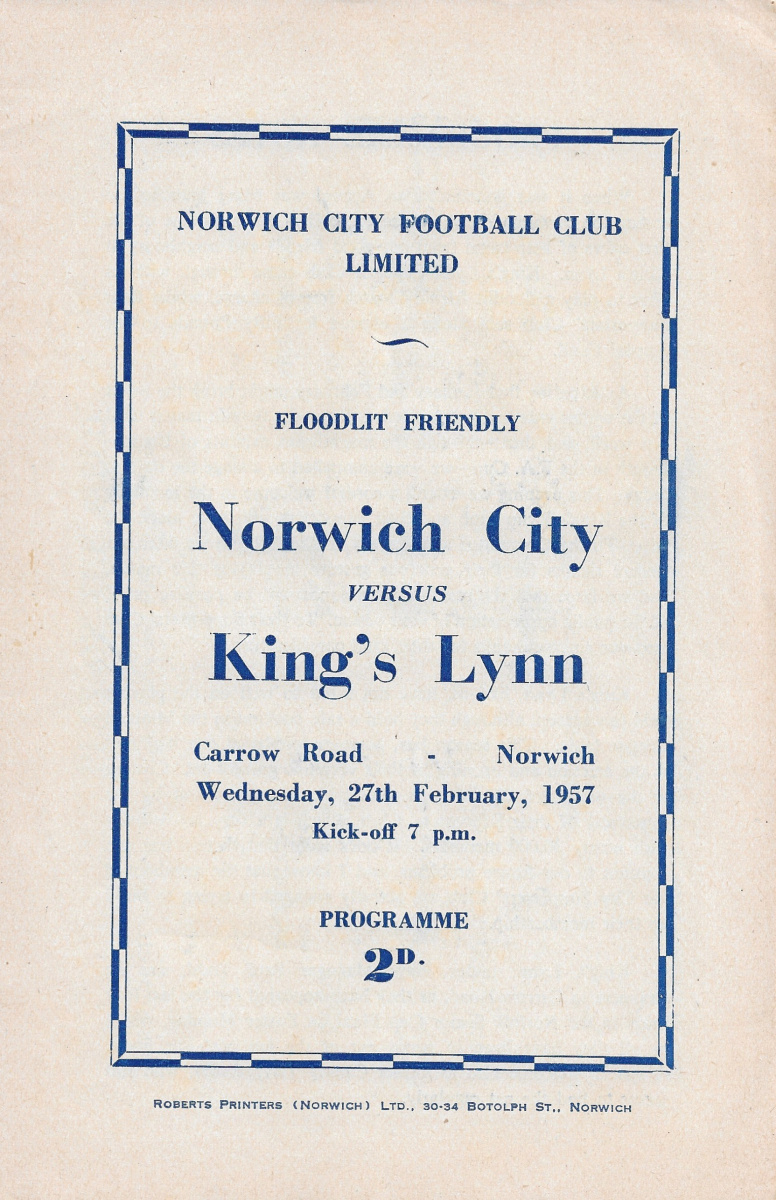 NORWICH CITY FOOTBALL CLUB
LIMITED
FLOODLIT FRIENDLY
Norwich City
VERSUS
King's Lynn
Carrow Road - Norwich
Wednesday, 27th February, 1957
Kick-off 7 p.m.
PROGRAMME
2D.
ROBERTS PRINTERS (NORWICH) LTD., 30-34 BOTOLPH ST., NORWICH